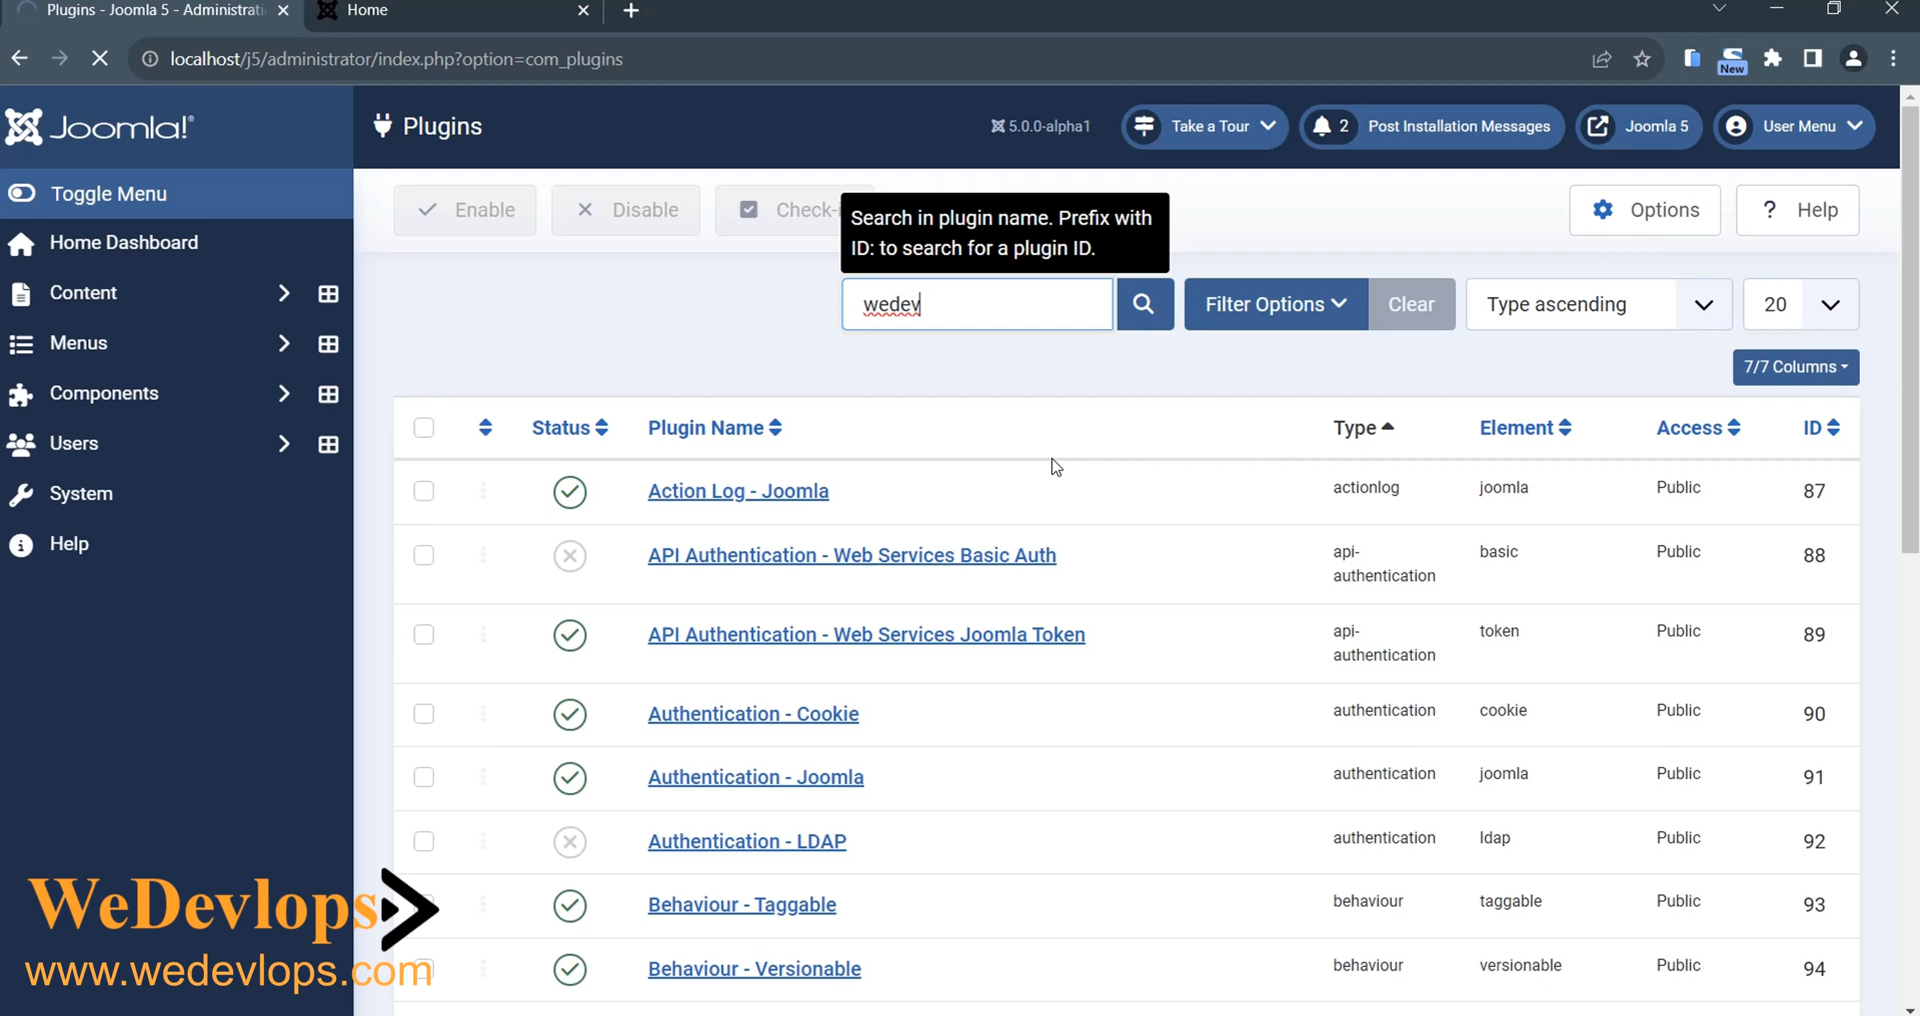 Plugins - Joomla 5 - Administrati
Home
localhost/j5/administrator/index.php?option=com_plugins
New
Joomla!®
Plugins
5.0.0-alpha1
Take a Tour
2 Post Installation Messages
Joomla 5
User Menu
Toggle Menu
Enable
Disable
Check-i
Search in plugin name. Prefix with
ID: to search for a plugin ID.
Options
? Help
Home Dashboard
Content
Menus
Components
Users
System
Help
wedev
Filter Options
Clear
Type ascending
20
7/7 Columns
Status Plugin Name Type Element Access ID
Action Log - Joomla actionlog joomla Public 87
API Authentication - Web Services Basic Auth api- basic Public 88
authentication
API Authentication - Web Services Joomla Token api- token Public 89
authentication
Authentication - Cookie authentication cookie Public 90
Authentication - Joomla authentication joomla Public 91
Authentication - LDAP authentication ldap Public 92
Behaviour - Taggable behaviour taggable Public 93
Behaviour - Versionable behaviour versionable Public 94
WeDevlops
www.wedevlops.com